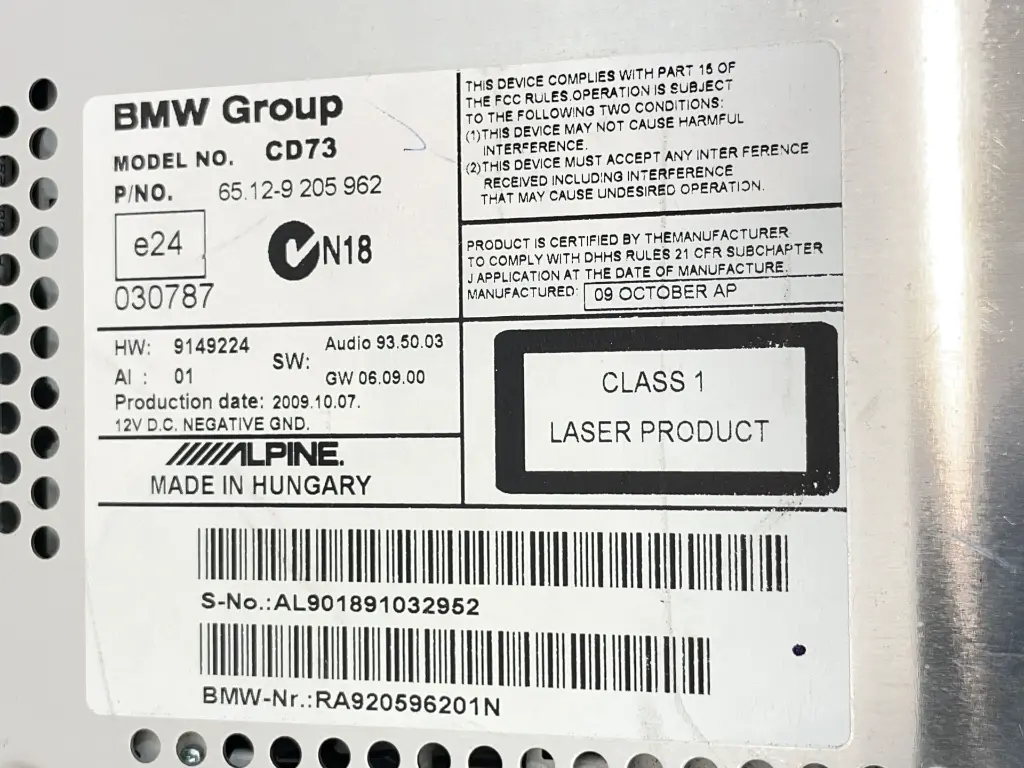 BMW Group
MODEL NO. CD73
P/NO. 65.12-9 205 962
e24
N18
030787
THIS DEVICE COMPLIES WITH PART 15 OF
THE FCC RULES.OPERATION IS SUBJECT
TO THE FOLLOWING TWO CONDITIONS:
(1)THIS DEVICE MAY NOT CAUSE HARMFUL
INTERFERENCE.
(2)THIS DEVICE MUST ACCEPT ANY INTER FERENCE
RECEIVED INCLUDING INTERFERENCE
THAT MAY CAUSE UNDESIRED OPERATION.
PRODUCT IS CERTIFIED BY THEMANUFACTURER
TO COMPLY WITH DHHS RULES 21 CFR SUBCHAPTER
J APPLICATION AT THE DATE OF MANUFACTURE.
MANUFACTURED: 09 OCTOBER AP
HW: 9149224
AI : 01
SW: Audio 93.50.03
GW 06.09.00
Production date: 2009.10.07.
12V D.C. NEGATIVE GND.
ALPINE.
MADE IN HUNGARY
CLASS 1
LASER PRODUCT
S-No.:AL901891032952
BMW-Nr.:RA920596201N